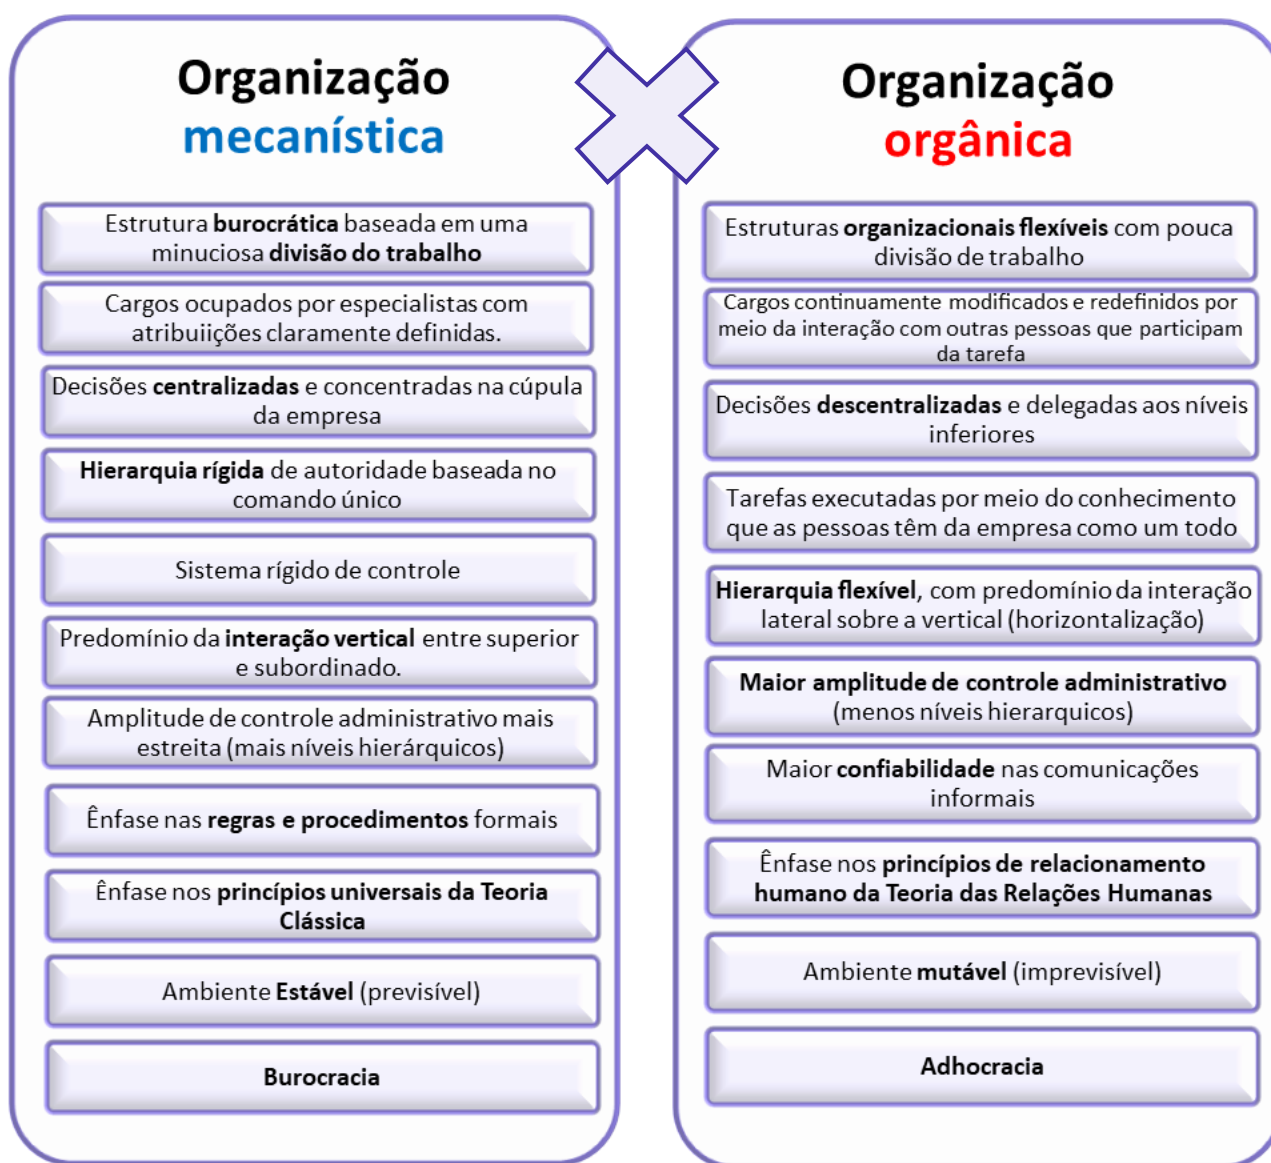 Organização
mecanística
Estrutura burocrática baseada em uma
minuciosa divisão do trabalho
Cargos ocupados por especialistas com
atribuiições claramente definidas.
Decisões centralizadas e concentradas na cúpula
da empresa
Hierarquia rígida de autoridade baseada no
comando único
Sistema rígido de controle
Predomínio da interação vertical entre superior
e subordinado.
Amplitude de controle administrativo mais
estreita (mais níveis hierárquicos)
Ênfase nas regras e procedimentos formais
Ênfase nos princípios universais da Teoria
Clássica
Ambiente Estável (previsível)
Burocracia
Organização
orgânica
Estruturas organizacionais flexíveis com pouca
divisão de trabalho
Cargos continuamente modificados e redefinidos por
meio da interação com outras pessoas que participam
da tarefa
Decisões descentralizadas e delegadas aos níveis
inferiores
Tarefas executadas por meio do conhecimento
que as pessoas têm da empresa como um todo
Hierarquia flexível, com predomínio da interação
lateral sobre a vertical (horizontalização)
Maior amplitude de controle administrativo
(menos níveis hierarquicos)
Maior confiabilidade nas comunicações
informais
Ênfase nos princípios de relacionamento
humano da Teoria das Relações Humanas
Ambiente mutável (imprevisível)
Adhocracia